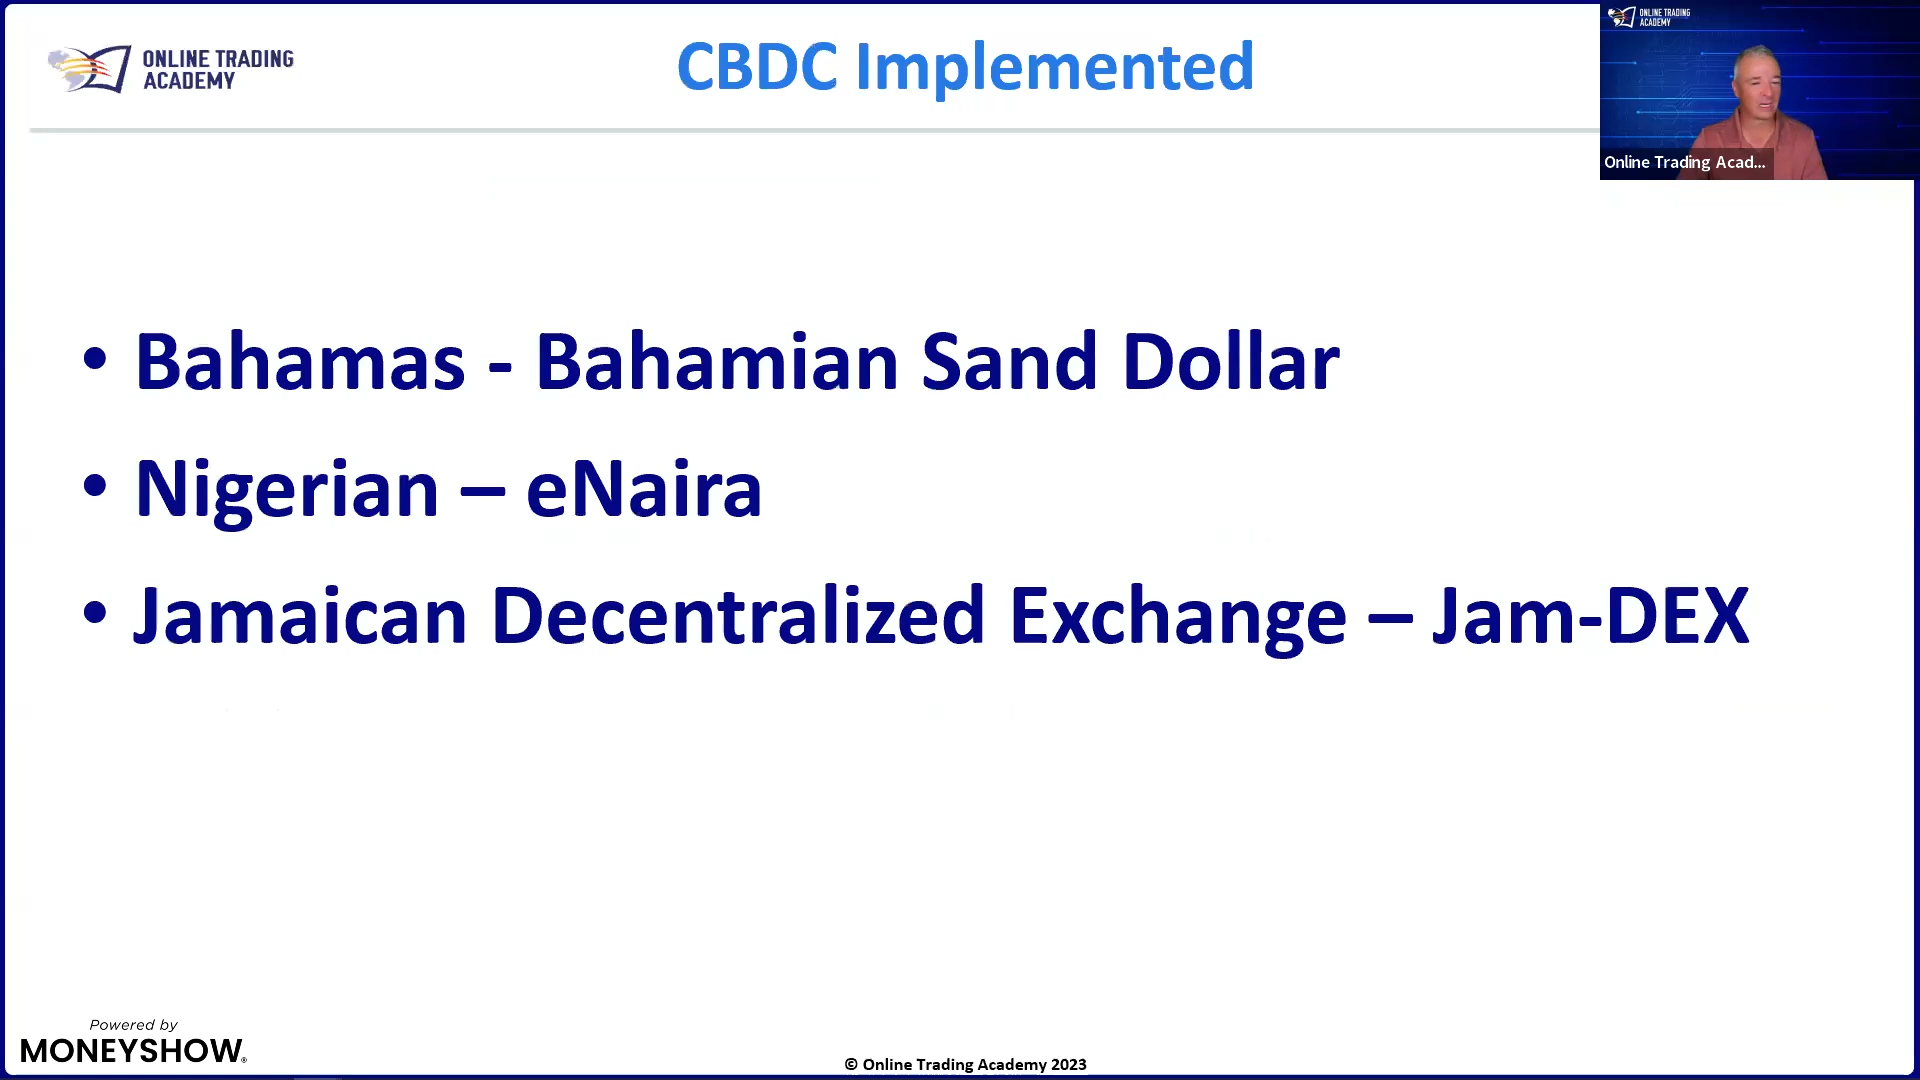 ONLINE TRADING
ACADEMY
CBDC Implemented
ONLINE TRADING
ACADEMY
Online Trading Acad...
• Bahamas - Bahamian Sand Dollar
• Nigerian – eNaira
• Jamaican Decentralized Exchange – Jam-DEX
Powered by
MONEYSHOW®
© Online Trading Academy 2023